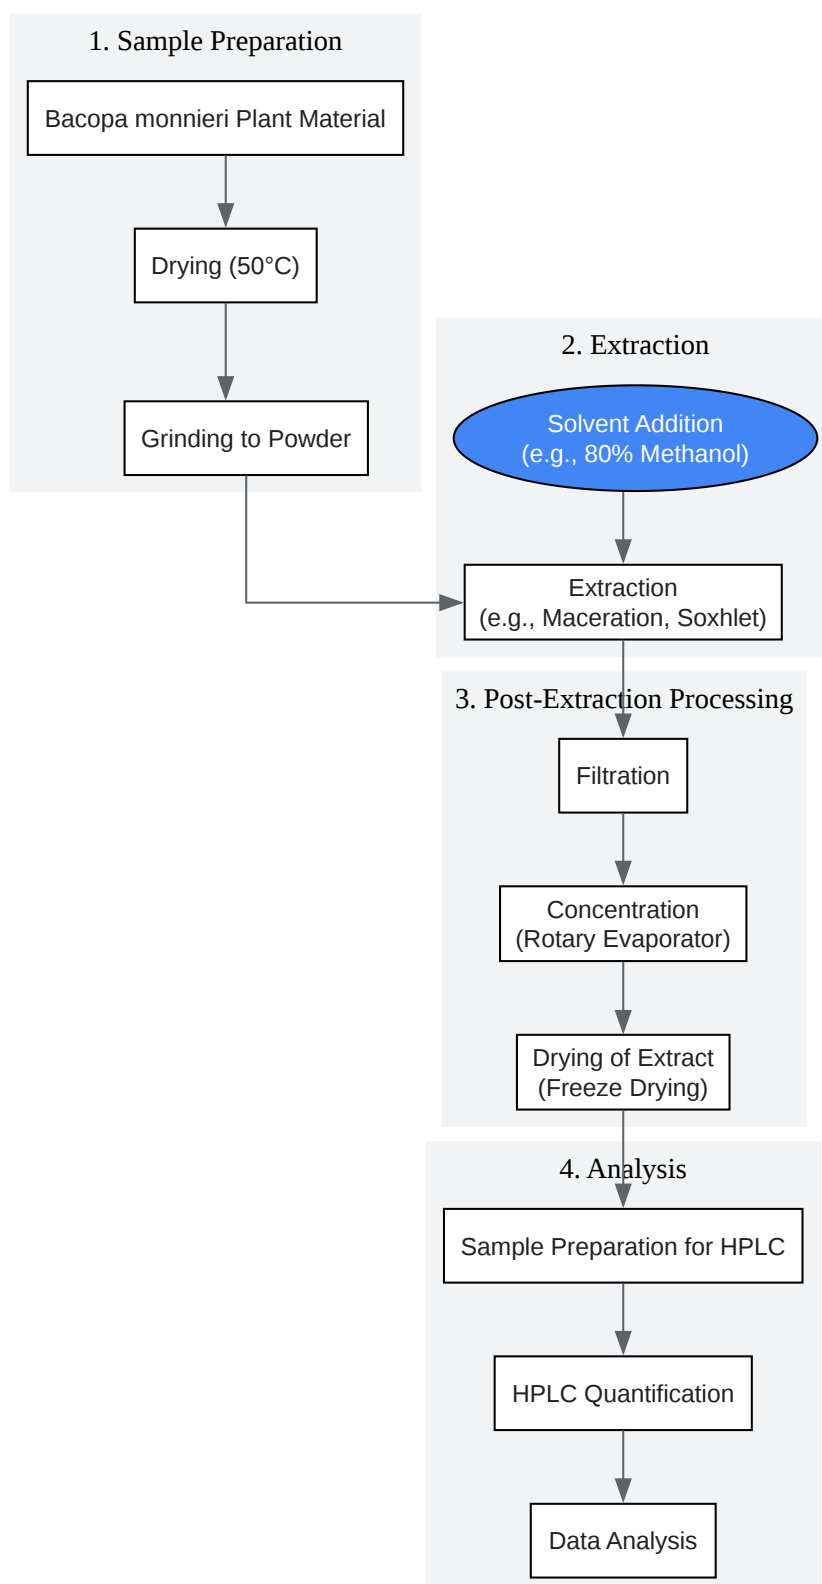 1. Sample Preparation
Bacopa monnieri Plant Material
Drying (50°C)
Grinding to Powder
2. Extraction
Solvent Addition
(e.g., 80% Methanol)
Extraction
(e.g., Maceration, Soxhlet)
3. Post-Extraction Processing
Filtration
Concentration
(Rotary Evaporator)
Drying of Extract
(Freeze Drying)
4. Analysis
Sample Preparation for HPLC
HPLC Quantification
Data Analysis